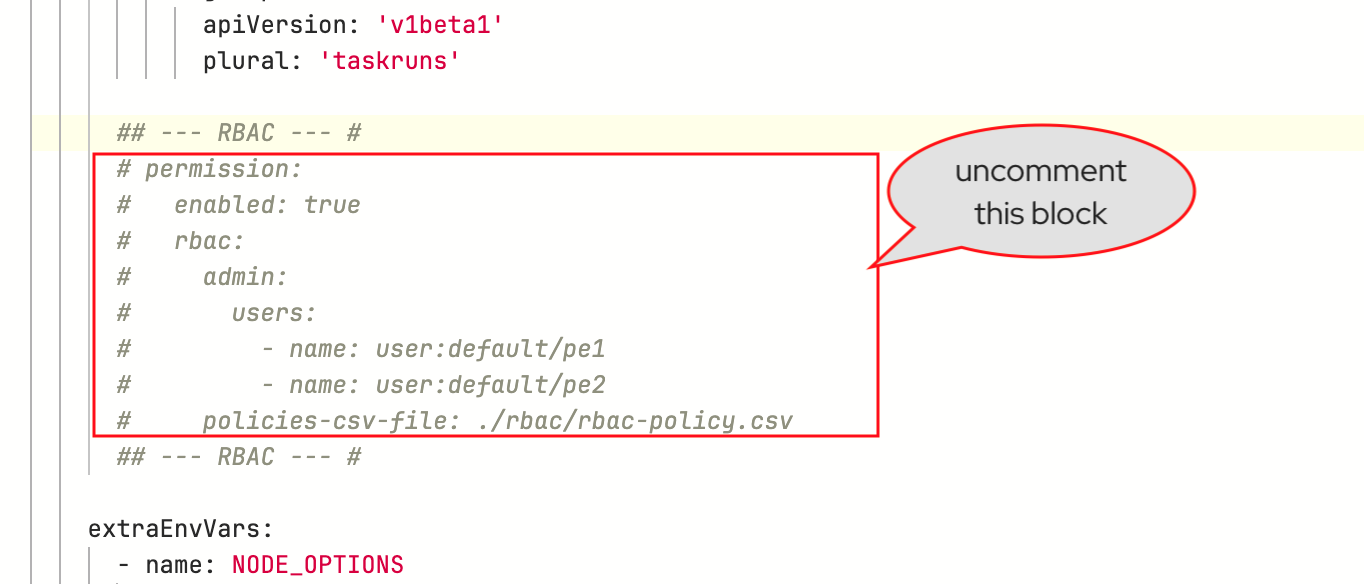 apiVersion: 'v1beta1'
plural: 'taskruns'
## --- RBAC --- #
# permission:
#   enabled: true
#   rbac:
#     admin:
#       users:
#         - name: user:default/pe1
#         - name: user:default/pe2
#     policies-csv-file: ./rbac/rbac-policy.csv
## --- RBAC --- #
extraEnvVars:
- name: NODE_OPTIONS
uncomment
this block